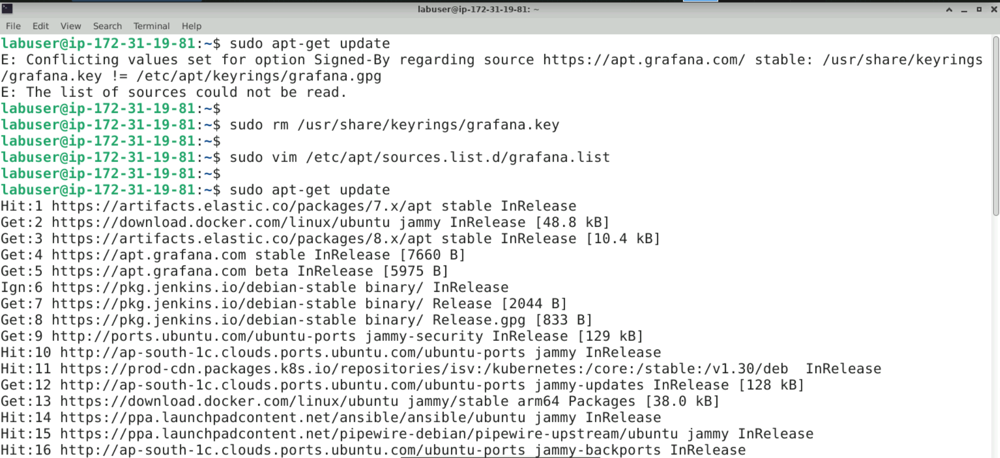 labuser@ip-172-31-19-81: ~
File Edit View Search Terminal Help
labuser@ip-172-31-19-81:~$ sudo apt-get update
E: Conflicting values set for option Signed-By regarding source https://apt.grafana.com/ stable: /usr/share/keyrings
/grafana.key != /etc/apt/keyrings/grafana.gpg
E: The list of sources could not be read.
labuser@ip-172-31-19-81:~$
labuser@ip-172-31-19-81:~$ sudo rm /usr/share/keyrings/grafana.key
labuser@ip-172-31-19-81:~$
labuser@ip-172-31-19-81:~$ sudo vim /etc/apt/sources.list.d/grafana.list
labuser@ip-172-31-19-81:~$
labuser@ip-172-31-19-81:~$ sudo apt-get update
Hit:1 https://artifacts.elastic.co/packages/7.x/apt stable InRelease
Get:2 https://download.docker.com/linux/ubuntu jammy InRelease [48.8 kB]
Get:3 https://artifacts.elastic.co/packages/8.x/apt stable InRelease [10.4 kB]
Get:4 https://apt.grafana.com stable InRelease [7660 B]
Get:5 https://apt.grafana.com beta InRelease [5975 B]
Ign:6 https://pkg.jenkins.io/debian-stable binary/ InRelease
Get:7 https://pkg.jenkins.io/debian-stable binary/ Release [2044 B]
Get:8 https://pkg.jenkins.io/debian-stable binary/ Release.gpg [833 B]
Get:9 http://ports.ubuntu.com/ubuntu-ports jammy-security InRelease [129 kB]
Hit:10 http://ap-south-1c.clouds.ports.ubuntu.com/ubuntu-ports jammy InRelease
Hit:11 https://prod-cdn.packages.k8s.io/repositories/isv:/kubernetes:/core:/stable:/v1.30/deb  InRelease
Get:12 http://ap-south-1c.clouds.ports.ubuntu.com/ubuntu-ports jammy-updates InRelease [128 kB]
Get:13 https://download.docker.com/linux/ubuntu jammy/stable arm64 Packages [38.0 kB]
Hit:14 https://ppa.launchpadcontent.net/ansible/ansible/ubuntu jammy InRelease
Hit:15 https://ppa.launchpadcontent.net/pipewire-debian/pipewire-upstream/ubuntu jammy InRelease
Hit:16 http://ap-south-1c.clouds.ports.ubuntu.com/ubuntu-ports jammy-backports InRelease